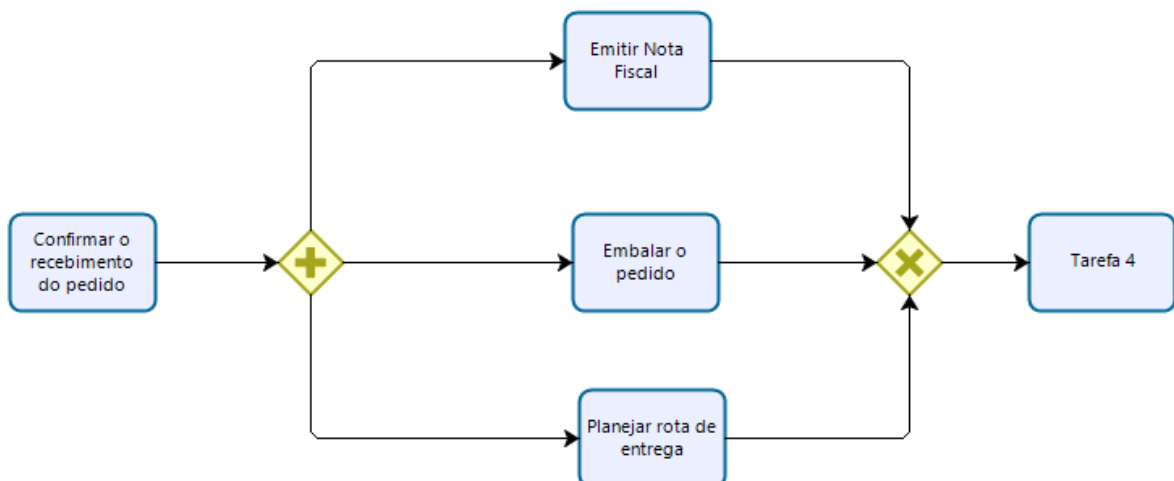 Emitir Nota
Fiscal
Confirmar o
recebimento
do pedido
Embalar o
pedido
Tarefa 4
Planejar rota de
entrega